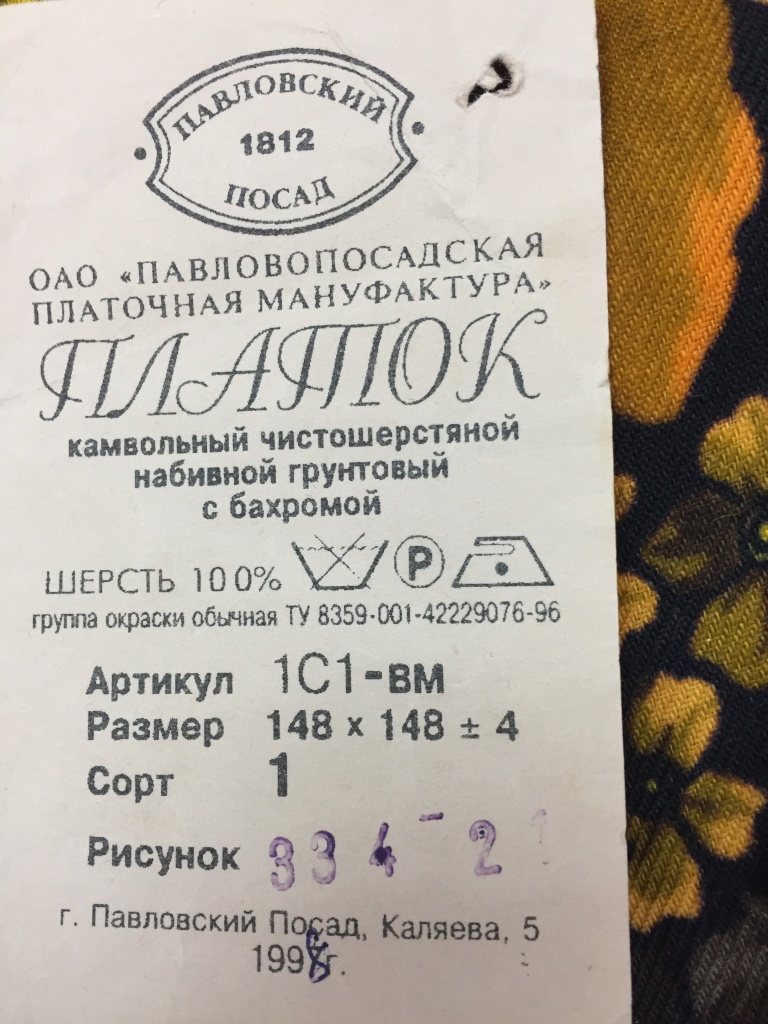 ПАВЛОВСКИЙ
1812
ПОСАД
ОАО «ПАВЛОВОПОСАДСКАЯ
ПЛАТОЧНАЯ МАНУФАКТУРА»
ПЛАТОК
камвольный чистошерстяной
набивной грунтовый
с бахромой
ШЕРСТЬ 100% P
группа окраски обычная ТУ 8359-001-42229076-96
Артикул 1С1-вм
Размер 148 х 148 ± 4
Сорт 1
Рисунок 334-2
г. Павловский Посад, Каляева, 5